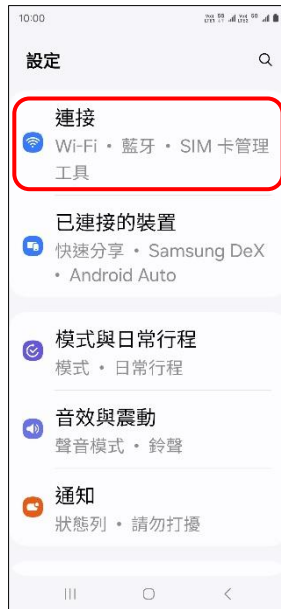 10:00
設定
連接
Wi-Fi • 藍牙 • SIM 卡管理
工具
已連接的裝置
快速分享 • Samsung DeX
• Android Auto
模式與日常行程
模式 • 日常行程
音效與震動
聲音模式 • 鈴聲
通知
狀態列 • 請勿打擾